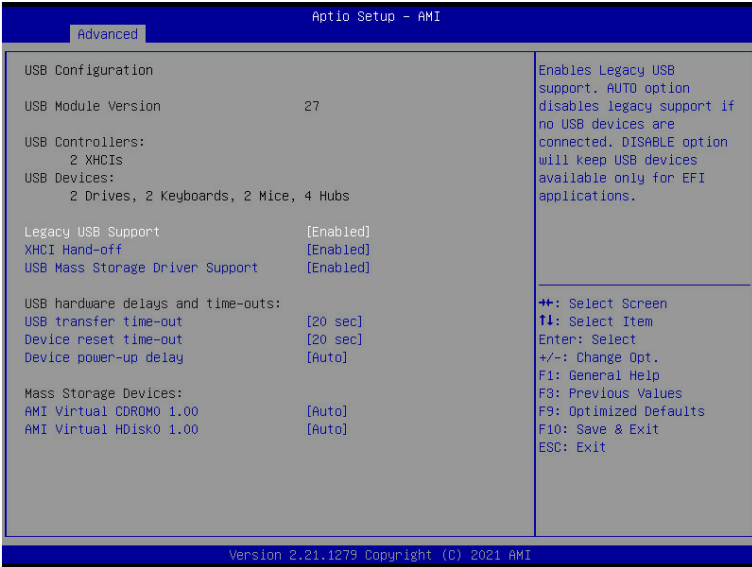 Aptio Setup – AMI
Advanced
USB Configuration
USB Module Version 27
USB Controllers:
2 XHCIs
USB Devices:
2 Drives, 2 Keyboards, 2 Mice, 4 Hubs
Legacy USB Support [Enabled]
XHCI Hand-off [Enabled]
USB Mass Storage Driver Support [Enabled]
USB hardware delays and time-outs:
USB transfer time-out [20 sec]
Device reset time-out [20 sec]
Device power-up delay [Auto]
Mass Storage Devices:
AMI Virtual CDROM0 1.00 [Auto]
AMI Virtual HDisk0 1.00 [Auto]
Enables Legacy USB
support. AUTO option
disables legacy support if
no USB devices are
connected. DISABLE option
will keep USB devices
available only for EFI
applications.
→←: Select Screen
↑↓: Select Item
Enter: Select
+/-: Change Opt.
F1: General Help
F3: Previous Values
F9: Optimized Defaults
F10: Save & Exit
ESC: Exit
Version 2.21.1279 Copyright (C) 2021 AMI